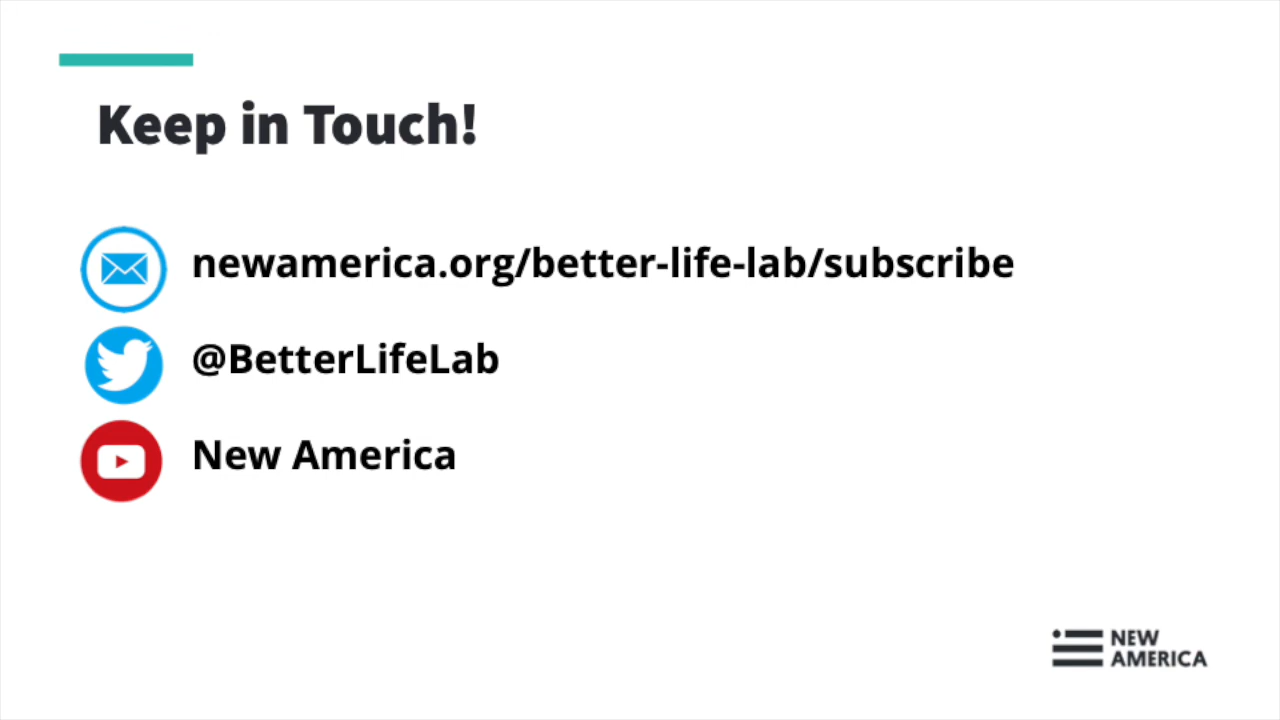 Keep in Touch!
newamerica.org/better-life-lab/subscribe
@BetterLifeLab
New America
NEW
AMERICA